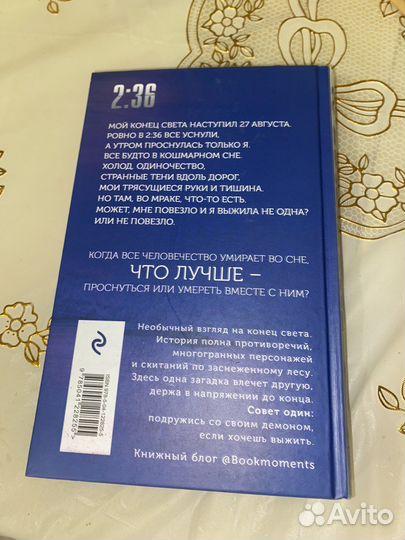 2:36
МОЙ КОНЕЦ СВЕТА НАСТУПИЛ 27 АВГУСТА.
РОВНО В 2:36 ВСЕ УСНУЛИ,
А УТРОМ ПРОСНУЛАСЬ ТОЛЬКО Я.
ВСЕ БУДТО В КОШМАРНОМ СНЕ.
ХОЛОД, ОДИНОЧЕСТВО,
СТРАННЫЕ ТЕНИ ВДОЛЬ ДОРОГ,
МОИ ТРЯСУЩИЕСЯ РУКИ И ТИШИНА.
НО ТАМ, ВО МРАКЕ, ЧТО-ТО ЕСТЬ.
МОЖЕТ, МНЕ ПОВЕЗЛО И Я ВЫЖИЛА НЕ ОДНА?
ИЛИ НЕ ПОВЕЗЛО.
КОГДА ВСЕ ЧЕЛОВЕЧЕСТВО УМИРАЕТ ВО СНЕ,
ЧТО ЛУЧШЕ –
ПРОСНУТЬСЯ ИЛИ УМЕРЕТЬ ВМЕСТЕ С НИМ?
Необычный взгляд на конец света.
История полна противоречий,
многогранных персонажей
и скитаний по заснеженному лесу.
Здесь одна загадка влечет другую,
держа в напряжении до конца.
Совет один:
подружись со своим демоном,
если хочешь выжить.
Книжный блог @Bookmoments
Avito